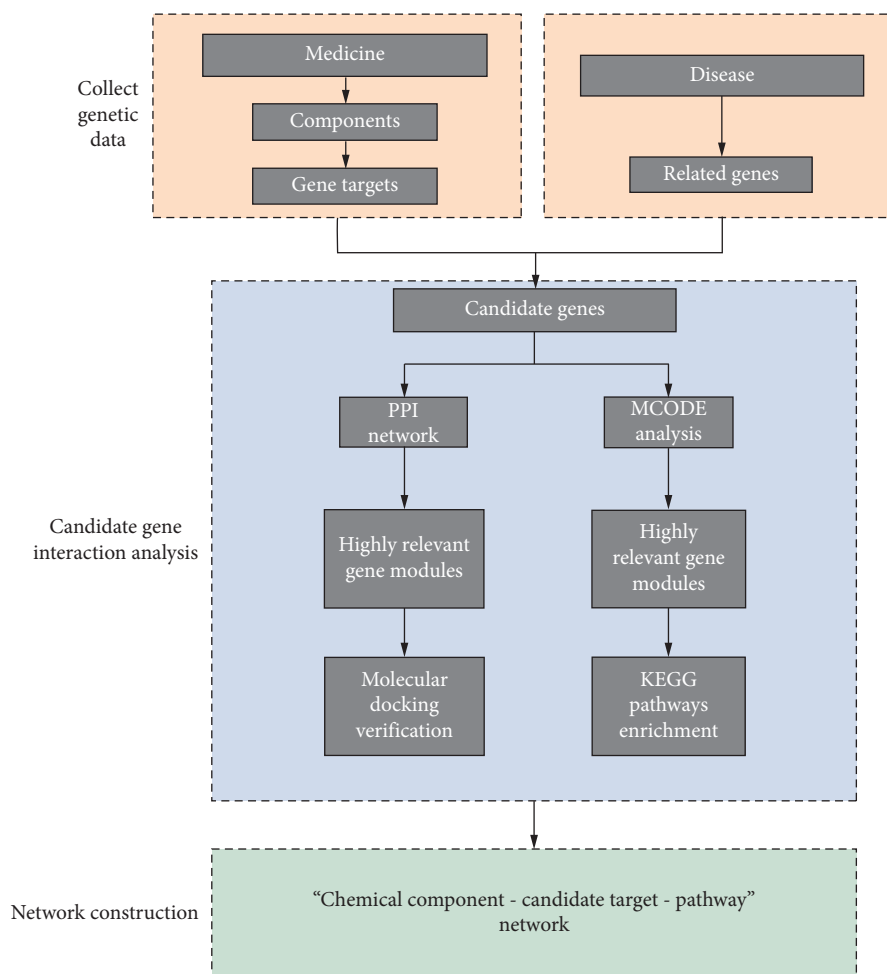 Collect
genetic
data
Medicine
Components
Gene targets
Disease
Related genes
Candidate gene
interaction analysis
Candidate genes
PPI
network
Highly relevant
gene modules
Molecular
docking
verification
MCODE
analysis
Highly
relevant gene
modules
KEGG
pathways
enrichment
Network construction
“Chemical component - candidate target - pathway”
network